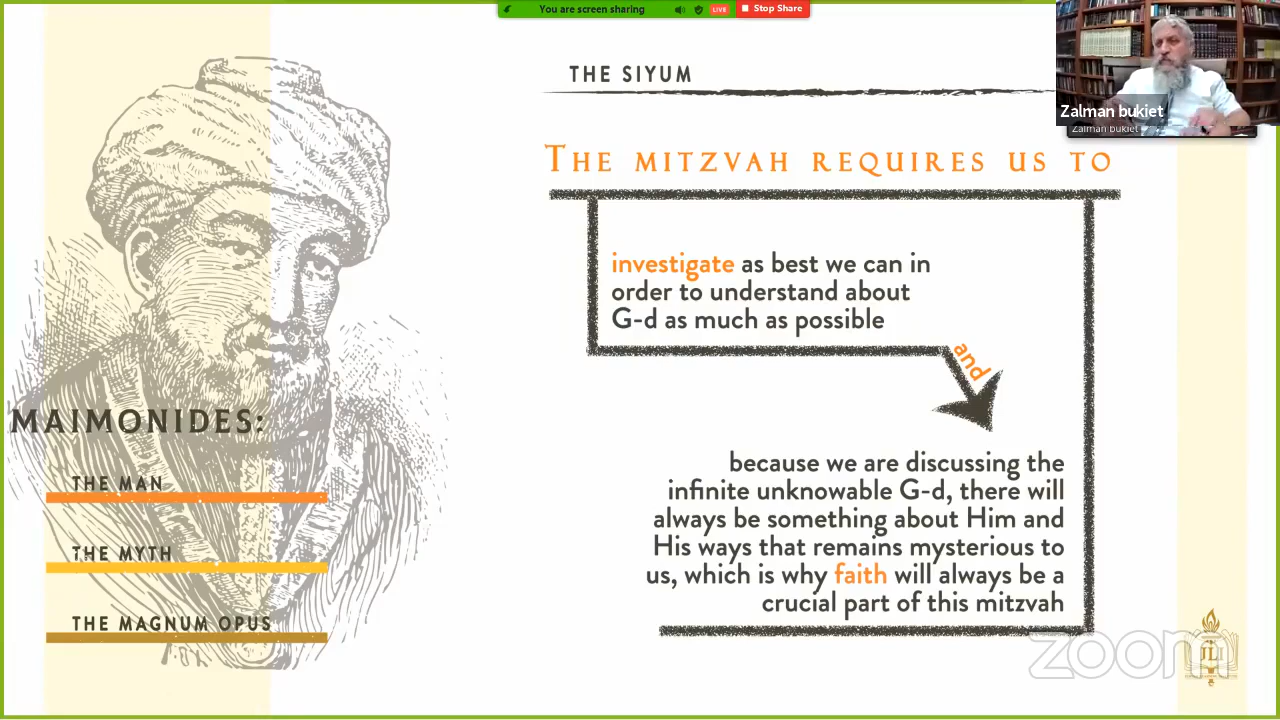 You are screen sharing
LIVE
Stop Share
Zalman bukiet
Zalman bukiet
THE SIYUM
THE MITZVAH REQUIRES US TO
investigate as best we can in
order to understand about
G-d as much as possible
and
because we are discussing the
infinite unknowable G-d, there will
always be something about Him and
His ways that remains mysterious to
us, which is why faith will always be a
crucial part of this mitzvah
MAIMONIDES:
THE MAN
THE MYTH
THE MAGNUM OPUS
zoom
JLI